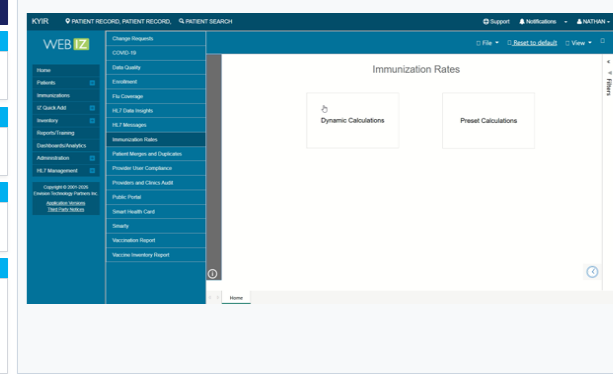 KYIR PATIENT RECORD, PATIENT RECORD, PATIENT SEARCH Support Notifications NATHAN
WEB IZ
Home
Patients
Immunizations
IZ Quick Add
Inventory
Reports/Training
Dashboards/Analytics
Administration
HL7 Management
Copyright © 2001-2025
Envision Technology Partners Inc.
Application Versions
Third Party Notices
Change Requests
COVID-19
Data Quality
Enrollment
Flu Coverage
HL7 Data Insights
HL7 Messages
Immunization Rates
Patient Merges and Duplicates
Provider User Compliance
Providers and Clinics Audit
Public Portal
Smart Health Card
Smarty
Vaccination Report
Vaccine Inventory Report
File Reset to default View
Immunization Rates
Dynamic Calculations
Preset Calculations
Filters
Home